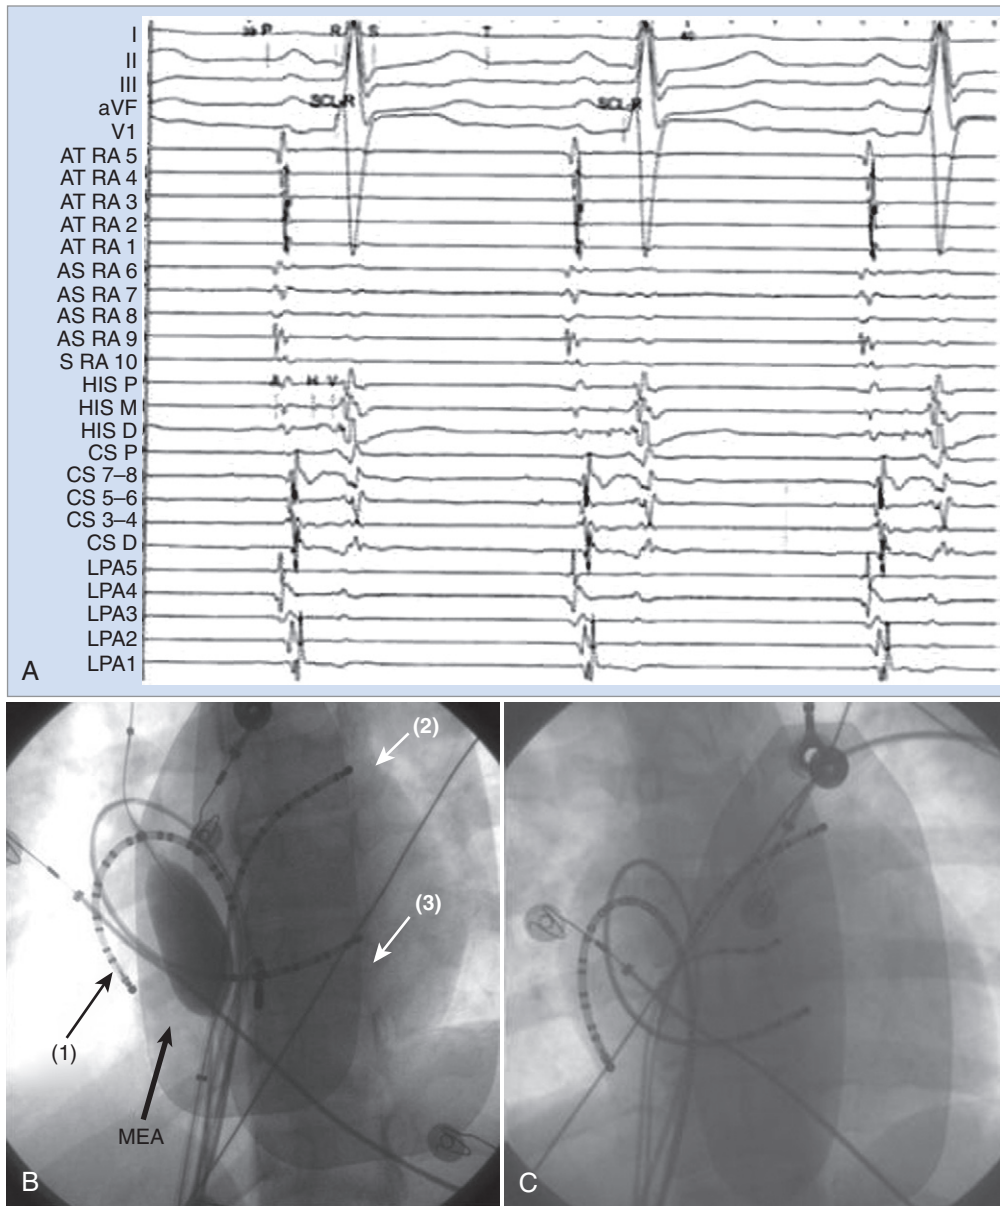 I
II
III
aVF
V1
AT RA 5
AT RA 4
AT RA 3
AT RA 2
AT RA 1
AS RA 6
AS RA 7
AS RA 8
AS RA 9
S RA 10
HIS P
HIS M
HIS D
CS P
CS 7–8
CS 5–6
CS 3–4
CS D
LPA5
LPA4
LPA3
LPA2
LPA1
P R S T
SCL R SCL R
A H V
A
(2)
(3)
(1)
MEA
B
C